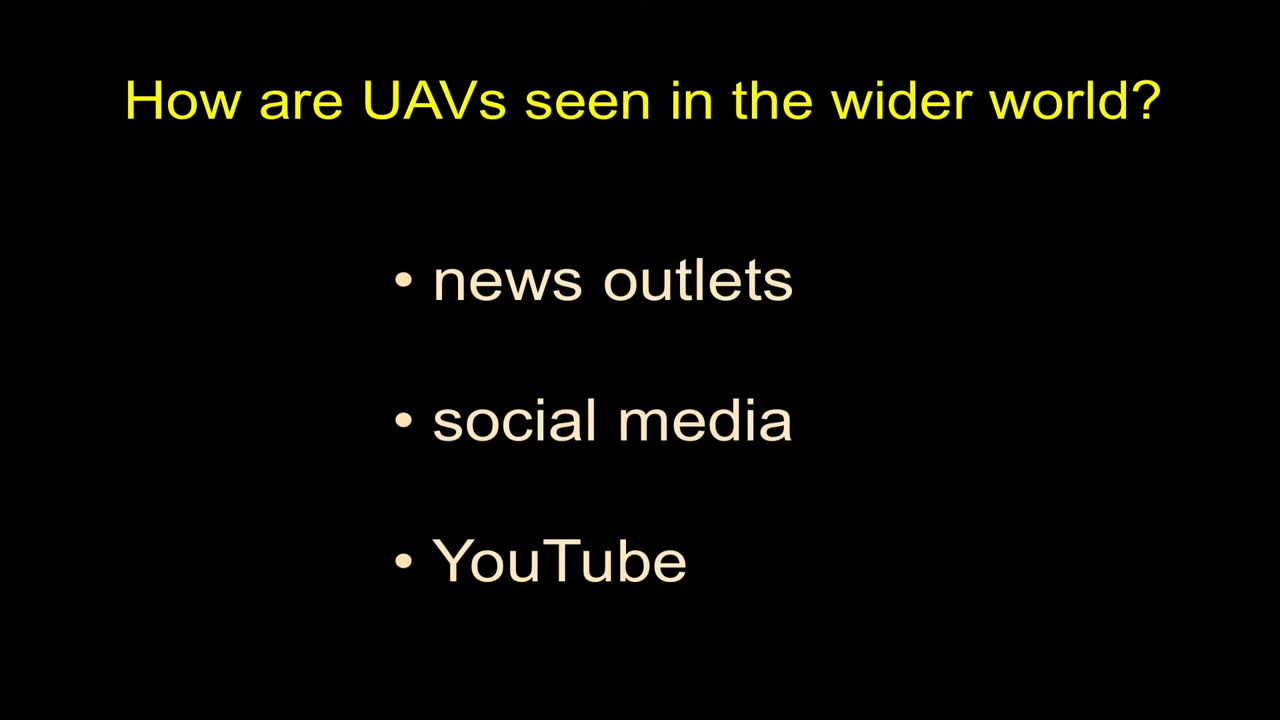 How are UAVs seen in the wider world?
• news outlets
• social media
• YouTube